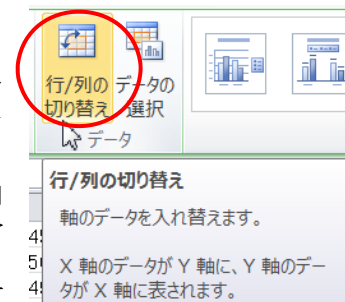 行/列の データの
切り替え 選択
データ
行/列の切り替え
軸のデータを入れ替えます。
X 軸のデータが Y 軸に、Y 軸のデー
タが X 軸に表されます。